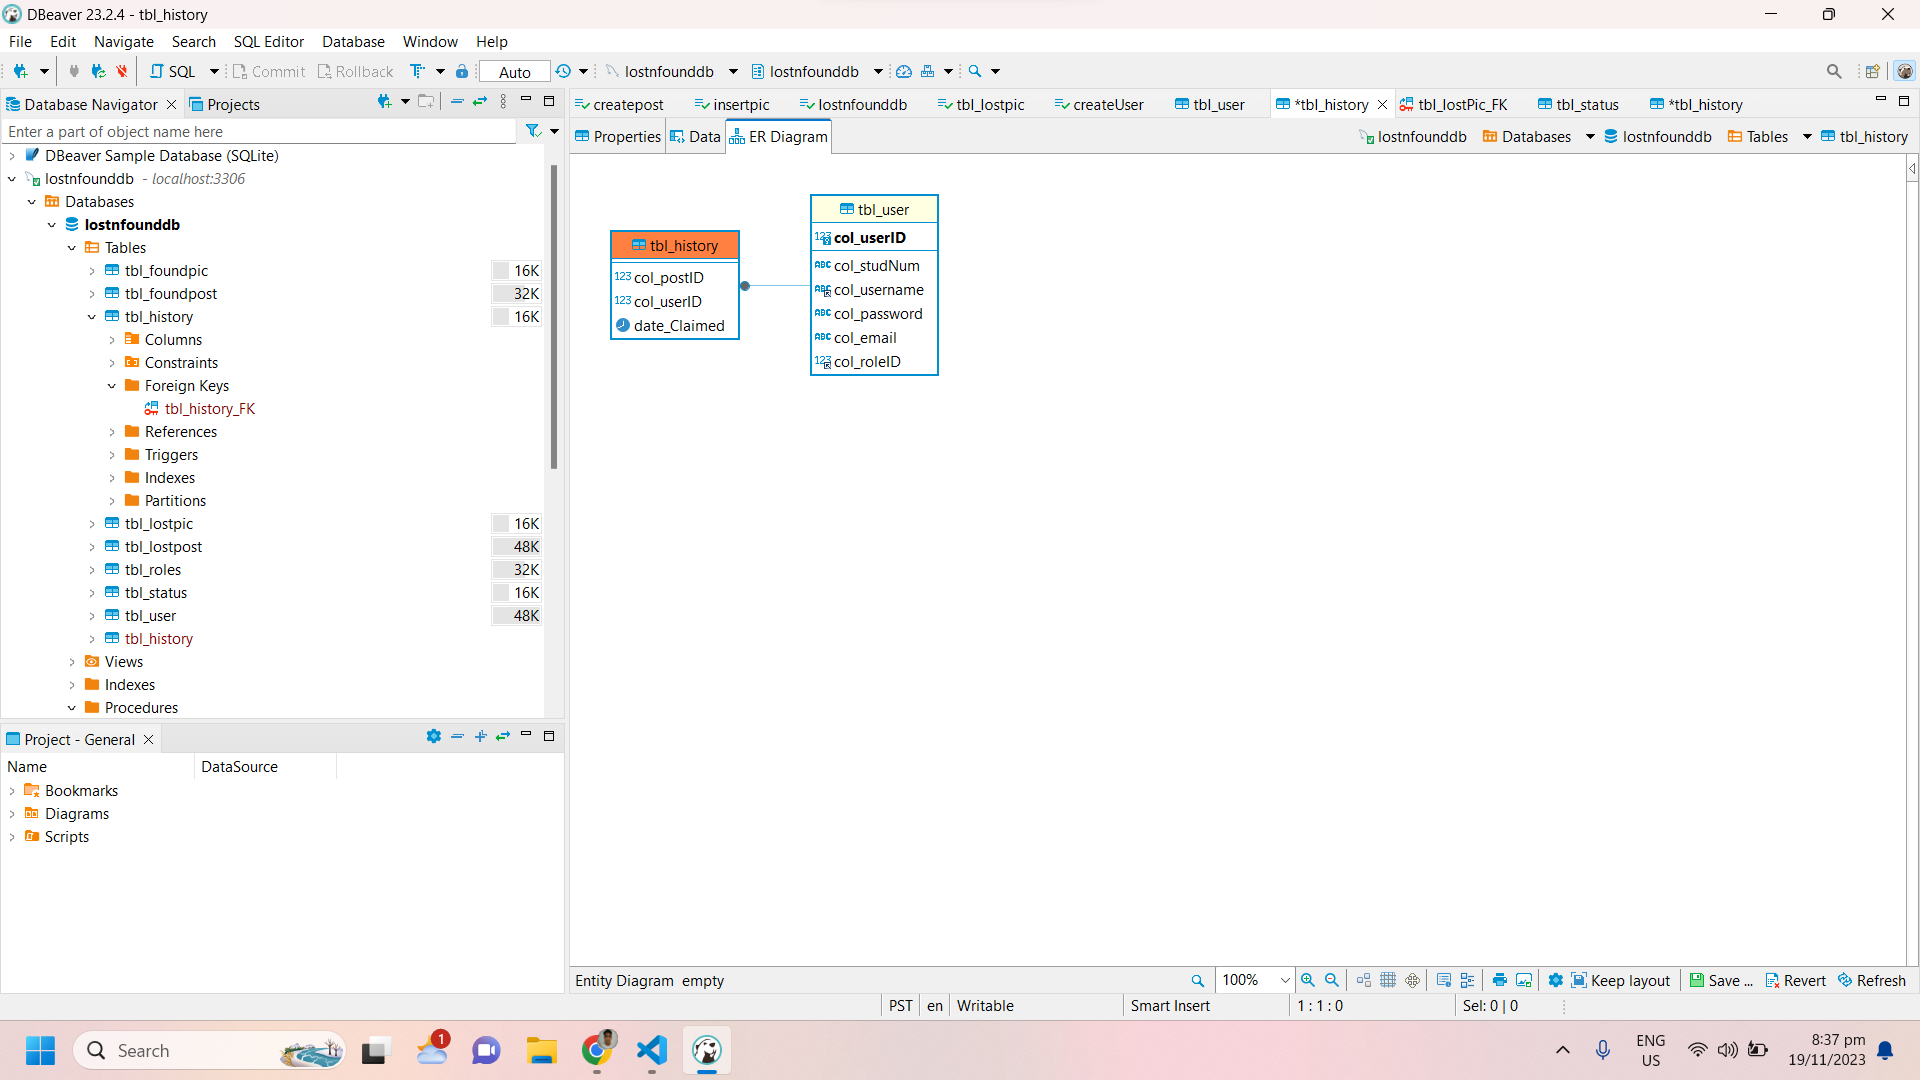 DBeaver 23.2.4 - tbl_history
File Edit Navigate Search SQL Editor Database Window Help
SQL Commit Rollback Auto lostnfounddb lostnfounddb
Database Navigator Projects
createpost insertpic lostnfounddb tbl_lostpic createUser tbl_user *tbl_history tbl_lostPic_FK tbl_status *tbl_history
Enter a part of object name here
Properties Data ER Diagram lostnfounddb Databases lostnfounddb Tables tbl_history
DBeaver Sample Database (SQLite)
lostnfounddb - localhost:3306
Databases
lostnfounddb
Tables
tbl_foundpic 16K
tbl_foundpost 32K
tbl_history 16K
Columns
Constraints
Foreign Keys
tbl_history_FK
References
Triggers
Indexes
Partitions
tbl_lostpic 16K
tbl_lostpost 48K
tbl_roles 32K
tbl_status 16K
tbl_user 48K
tbl_history
Views
Indexes
Procedures
tbl_history
123 col_postID
123 col_userID
date_Claimed
tbl_user
123 col_userID
ABC col_studNum
ABC col_username
ABC col_password
ABC col_email
123 col_roleID
Project - General
Name DataSource
Bookmarks
Diagrams
Scripts
Entity Diagram empty 100% Keep layout Save ... Revert Refresh
PST en Writable Smart Insert 1 : 1 : 0 Sel: 0 | 0
Search 1 ENG US 8:37 pm 19/11/2023